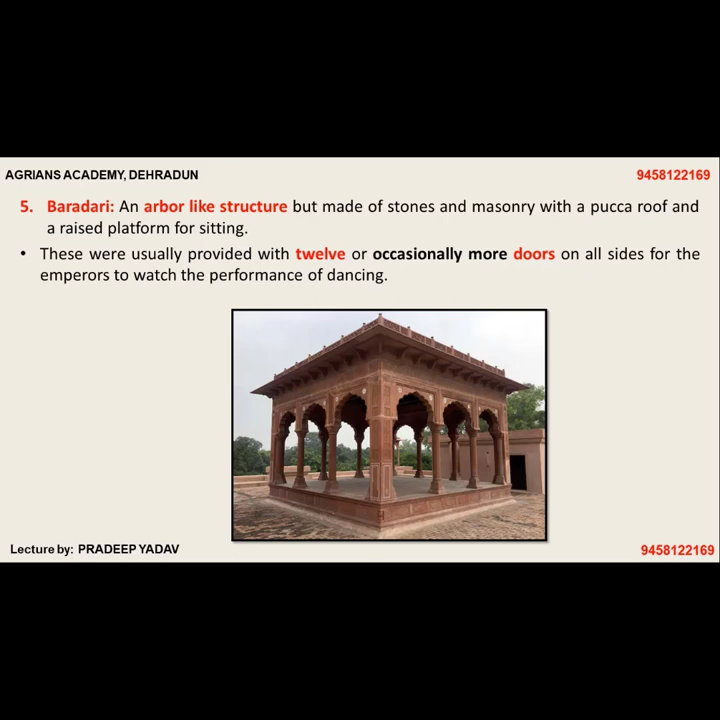 AGRIANS ACADEMY, DEHRADUN
9458122169
5. Baradari: An arbor like structure but made of stones and masonry with a pucca roof and
a raised platform for sitting.
• These were usually provided with twelve or occasionally more doors on all sides for the
emperors to watch the performance of dancing.
Lecture by: PRADEEP YADAV
9458122169